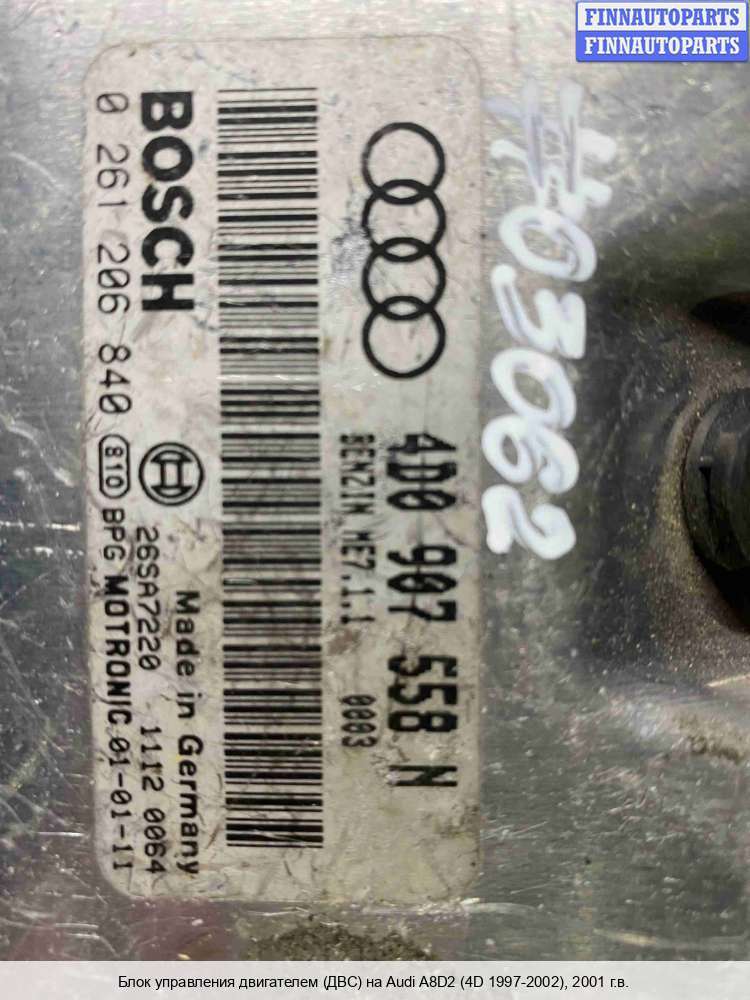 FINNAUTOPARTS
FINNAUTOPARTS
#03062
4D0 907 558 N
BENZIN ME7.1.1 0003
BOSCH
Made in Germany
26SA7220 1112 0064
0 261 206 840 810 BPG MOTRONIC 01-01-11
Блок управления двигателем (ДВС) на Audi A8D2 (4D 1997-2002), 2001 г.в.